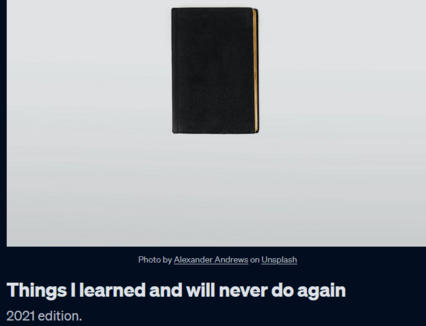 Photo by Alexander Andrews on Unsplash
Things I learned and will never do again
2021 edition.